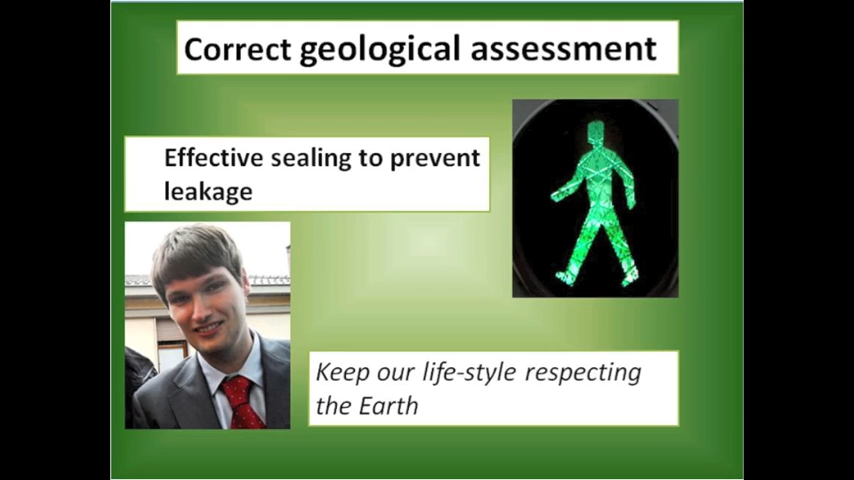 Correct geological assessment
Effective sealing to prevent
leakage
Keep our life-style respecting
the Earth